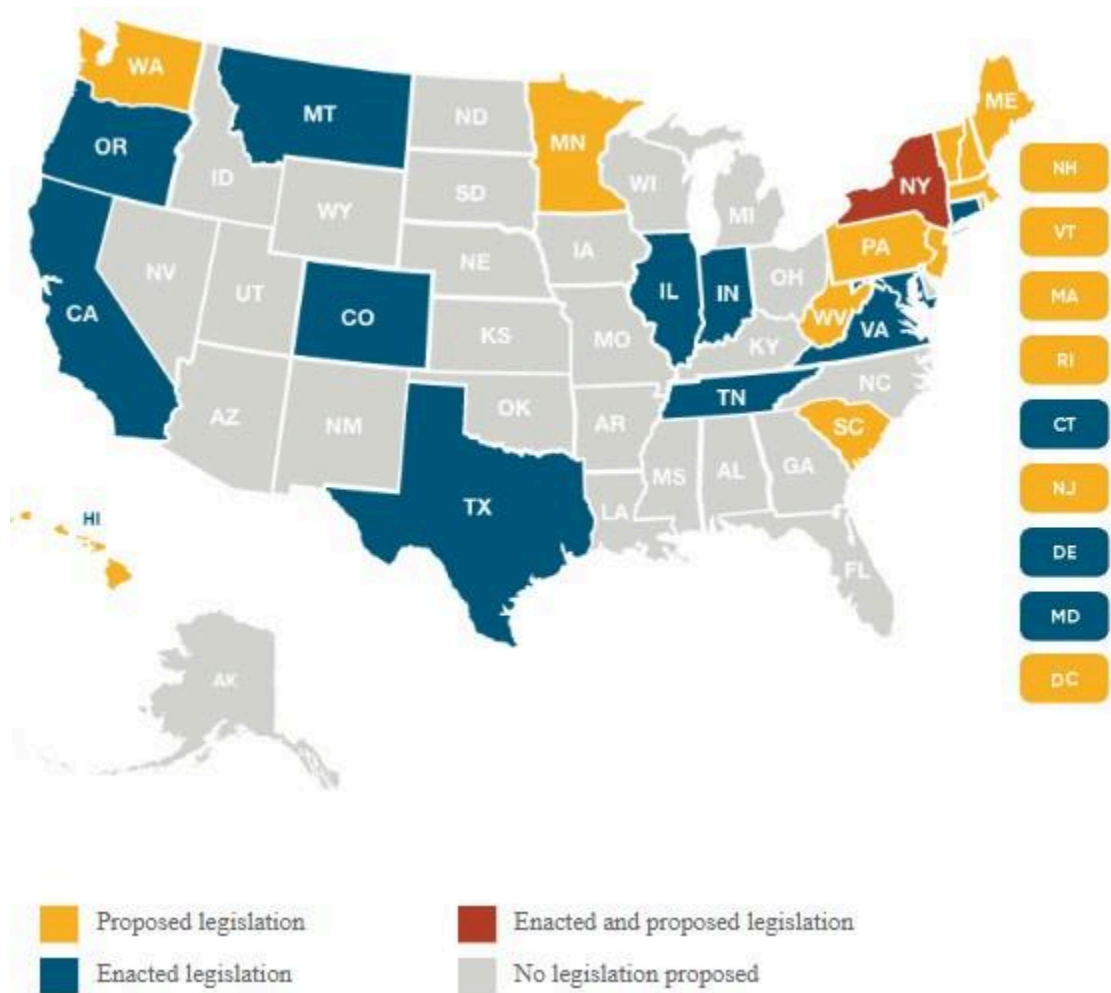 WA
MT
ND
MN
ME
OR
ID
SD
WI
NY
NH
WY
MI
VT
IA
PA
NE
NV
UT
IL
IN
OH
MA
CA
CO
WV
VA
KS
MO
KY
RI
TN
NC
CT
AZ
NM
OK
AR
SC
MS
AL
GA
NJ
TX
LA
HI
DE
FL
MD
AK
DC
Proposed legislation
Enacted and proposed legislation
Enacted legislation
No legislation proposed